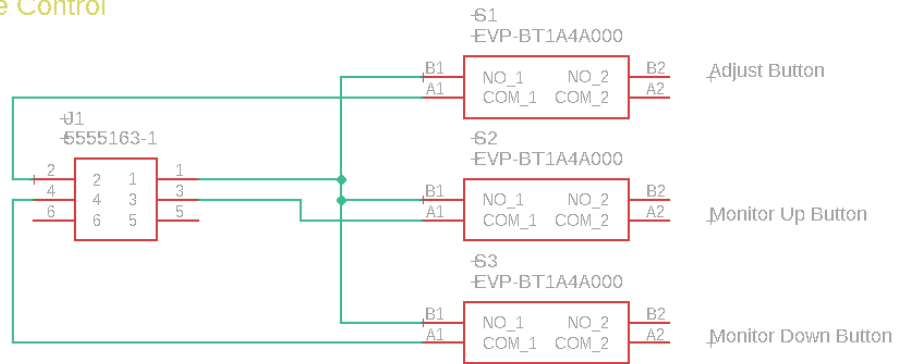 e Control
S1
EVP-BT1A4A000
B1 NO_1 NO_2 B2 Adjust Button
A1 COM_1 COM_2 A2
J1
5555163-1
2 2 1 1
4 4 3 3
6 6 5 5
S2
EVP-BT1A4A000
B1 NO_1 NO_2 B2
A1 COM_1 COM_2 A2 Monitor Up Button
S3
EVP-BT1A4A000
B1 NO_1 NO_2 B2
A1 COM_1 COM_2 A2 Monitor Down Button